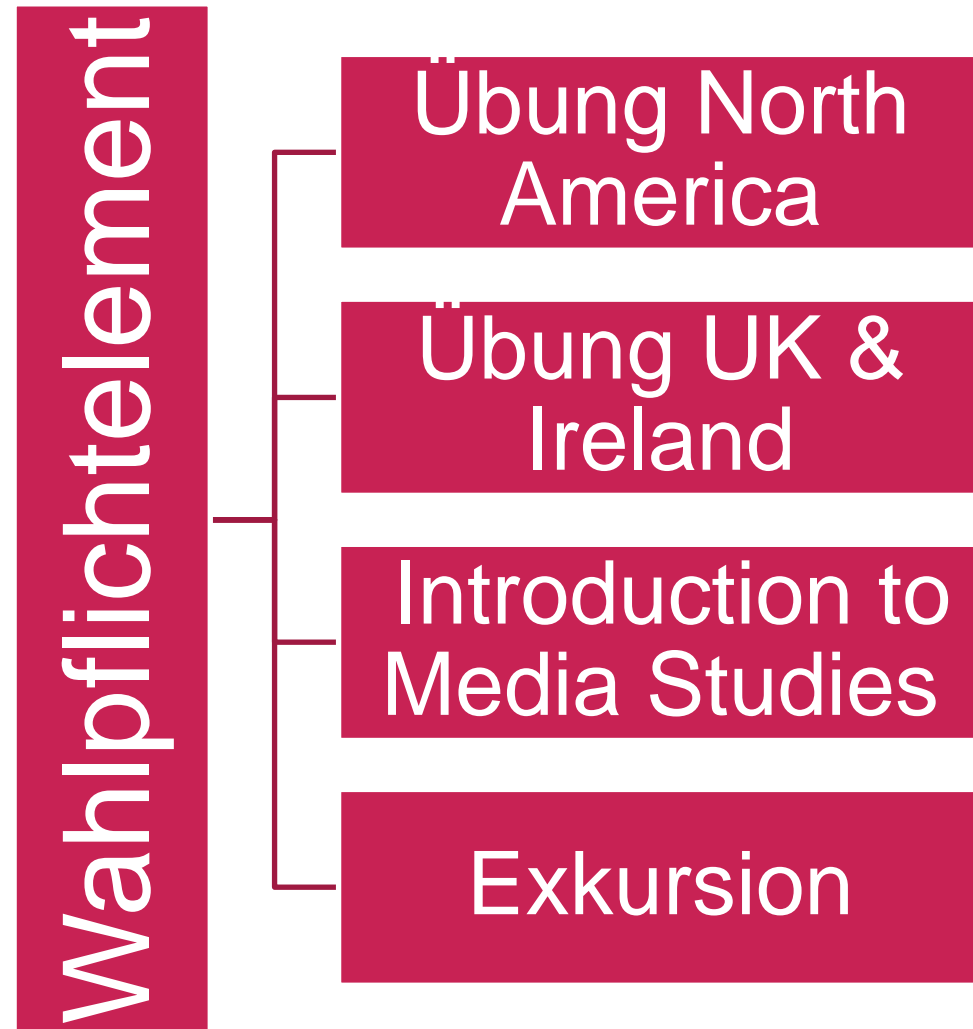 Wahlpflichtelement
Übung North
America
Übung UK &
Ireland
Introduction to
Media Studies
Exkursion